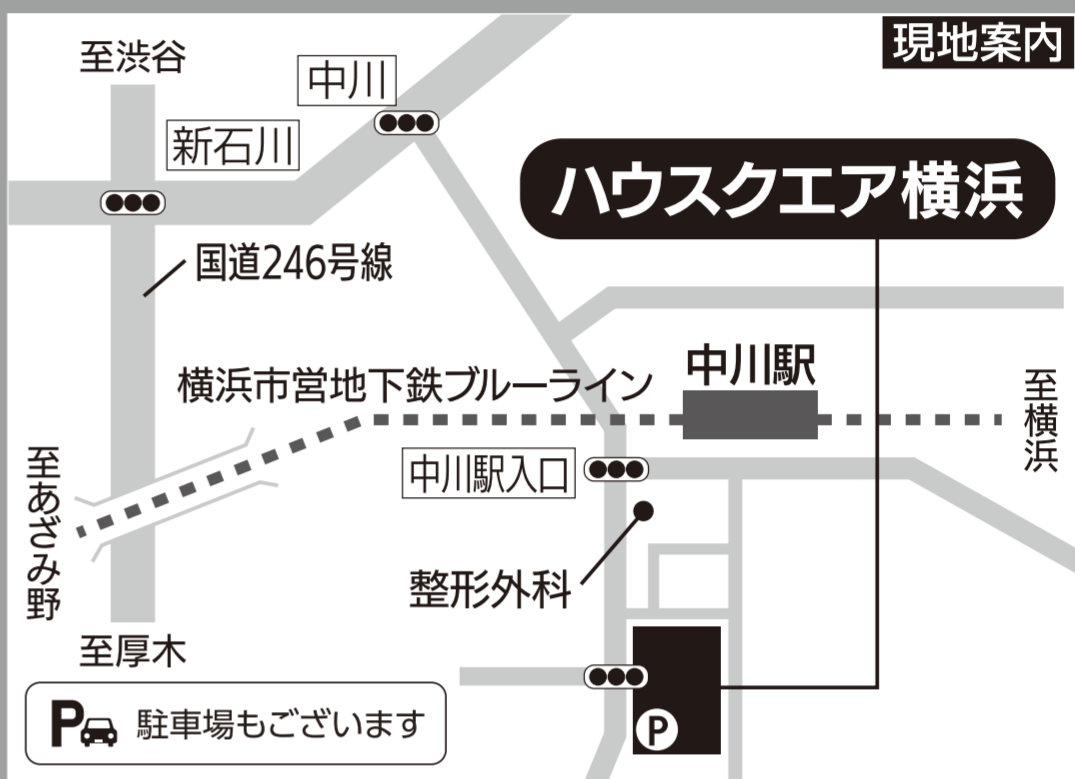 現地案内
至渋谷
中川
新石川
ハウスクエア横浜
国道246号線
中川駅
横浜市営地下鉄ブルーライン
至横浜
中川駅入口
至あざみ野
整形外科
至厚木
P 駐車場もございます
P